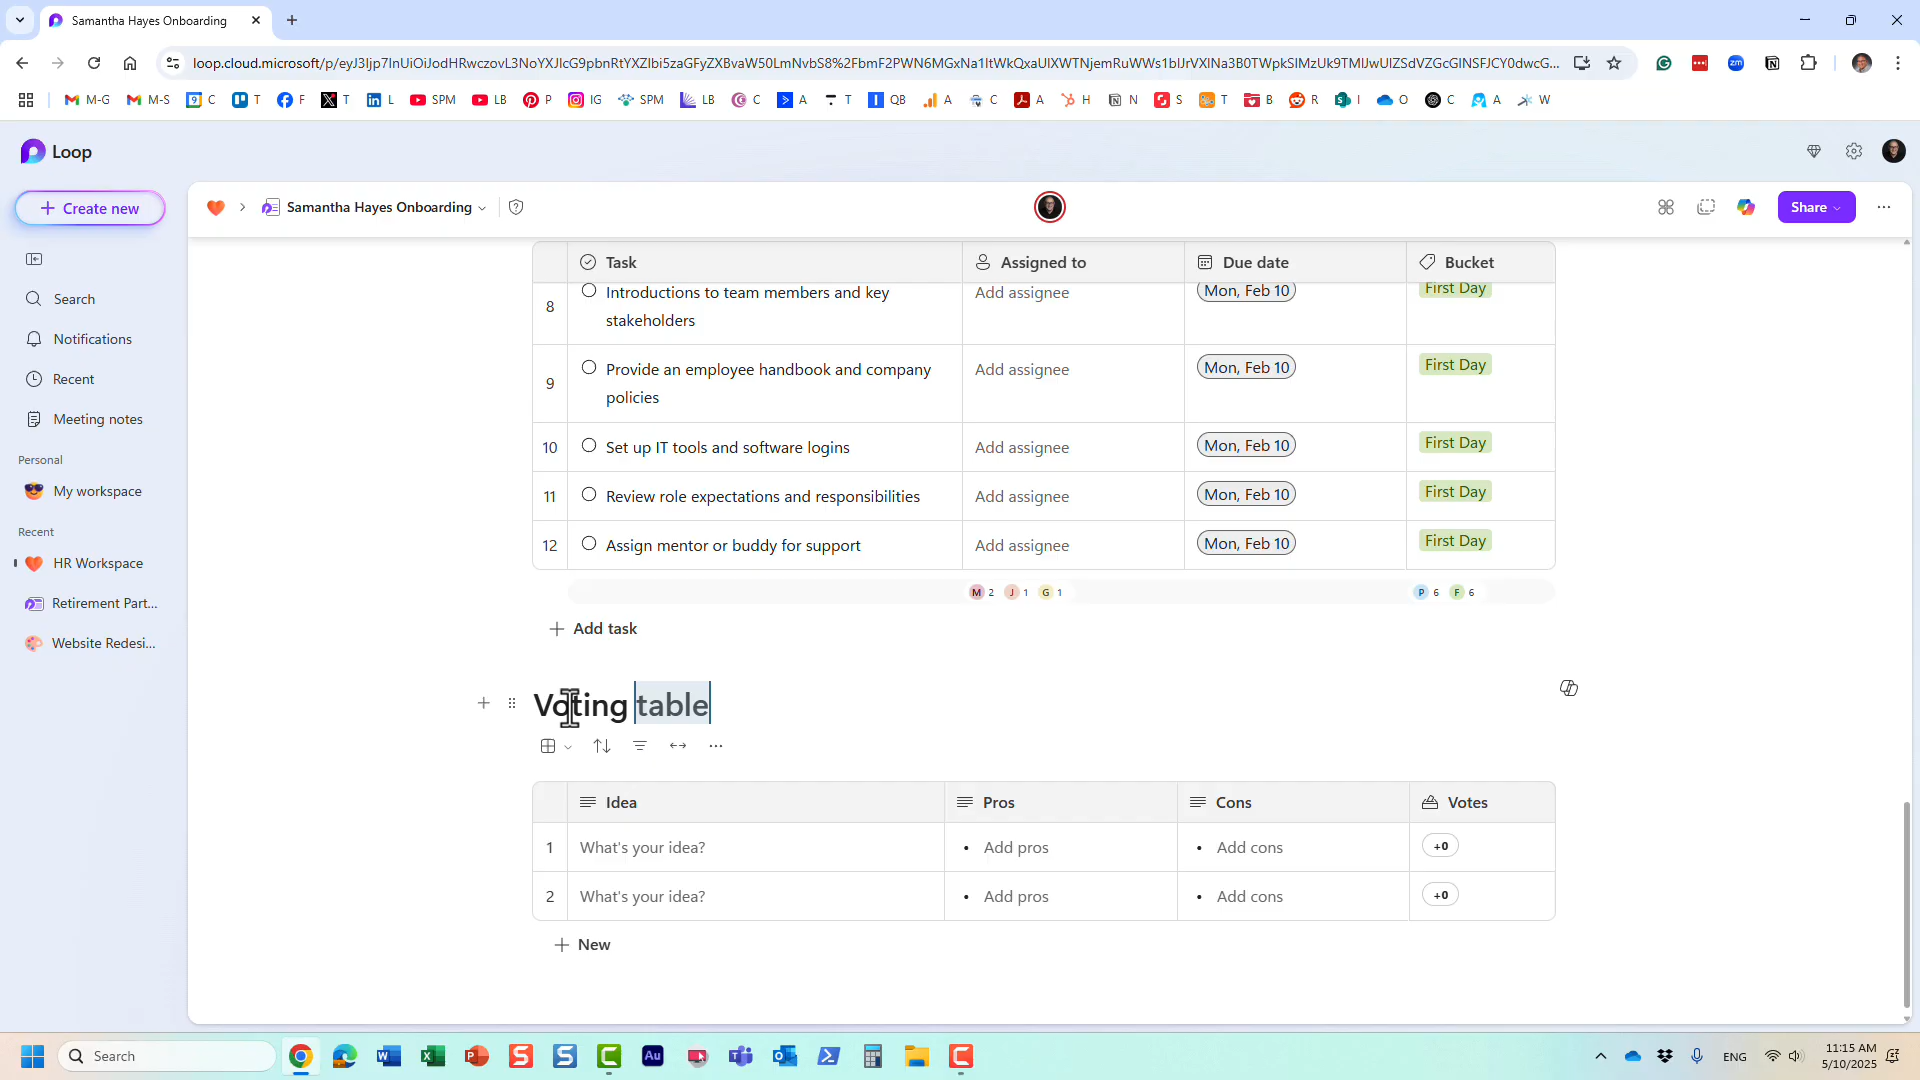 Samantha Hayes Onboarding
loop.cloud.microsoft/p/
M-G M-S C T F T L SPM LB P IG SPM LB C A T QB A C A H N S T B R I O C A W
Loop
Create new
Samantha Hayes Onboarding
Share
Search
Notifications
Recent
Meeting notes
Personal
My workspace
Recent
HR Workspace
Retirement Part...
Website Redesi...
Task Assigned to Due date Bucket
8 Introductions to team members and key stakeholders Add assignee Mon, Feb 10 First Day
9 Provide an employee handbook and company policies Add assignee Mon, Feb 10 First Day
10 Set up IT tools and software logins Add assignee Mon, Feb 10 First Day
11 Review role expectations and responsibilities Add assignee Mon, Feb 10 First Day
12 Assign mentor or buddy for support Add assignee Mon, Feb 10 First Day
M 2 J 1 G 1 P 6 F 6
Add task
Voting table
Idea Pros Cons Votes
1 What's your idea? • Add pros • Add cons +0
2 What's your idea? • Add pros • Add cons +0
New
Search
ENG
11:15 AM
5/10/2025